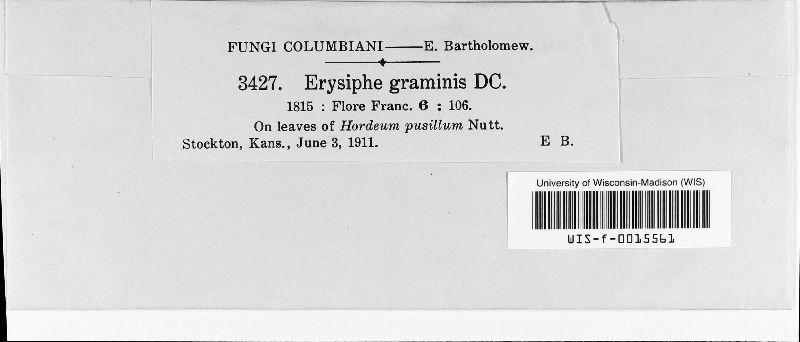 FUNGI COLUMBIANI——E. Bartholomew.
3427. Erysiphe graminis DC.
1815 : Flore Franc. 6 : 106.
On leaves of Hordeum pusillum Nutt.
Stockton, Kans., June 3, 1911. E B.
University of Wisconsin-Madison (WIS)
WIS-f-0015561